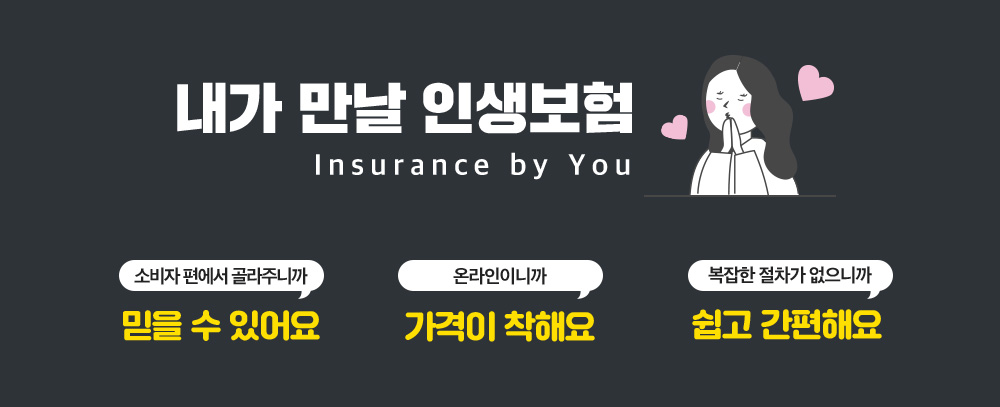 내가 만날 인생보험
Insurance by You
소비자 편에서 골라주니까
믿을 수 있어요
온라인이니까
가격이 착해요
복잡한 절차가 없으니까
쉽고 간편해요